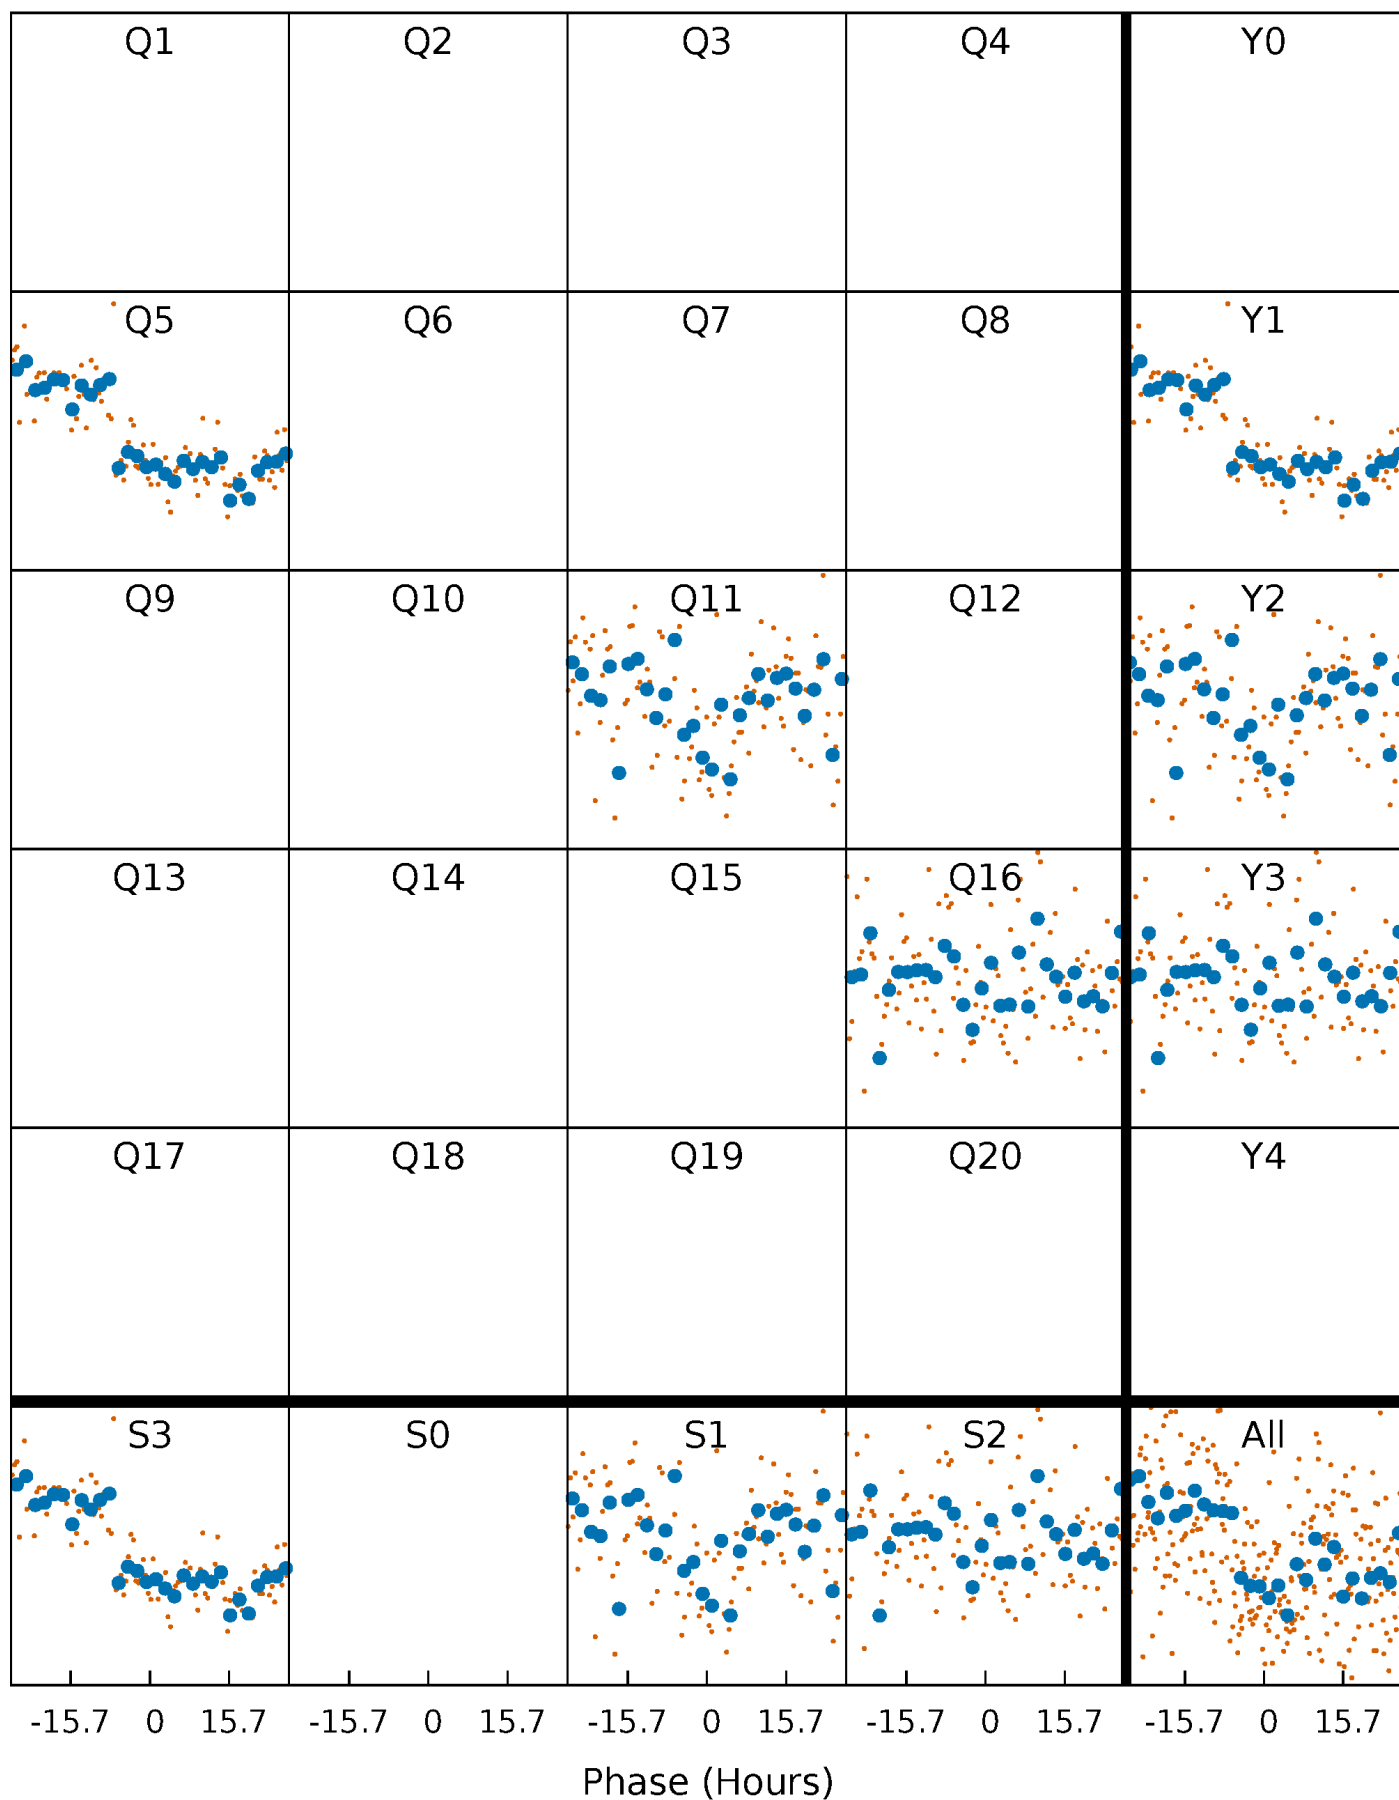 Q1 Q2 Q3 Q4 Y0
Q5 Q6 Q7 Q8 Y1
Q9 Q10 Q11 Q12 Y2
Q13 Q14 Q15 Q16 Y3
Q17 Q18 Q19 Q20 Y4
S3 S0 S1 S2 All
-15.7 0 15.7 -15.7 0 15.7 -15.7 0 15.7 -15.7 0 15.7 -15.7 0 15.7
Phase (Hours)